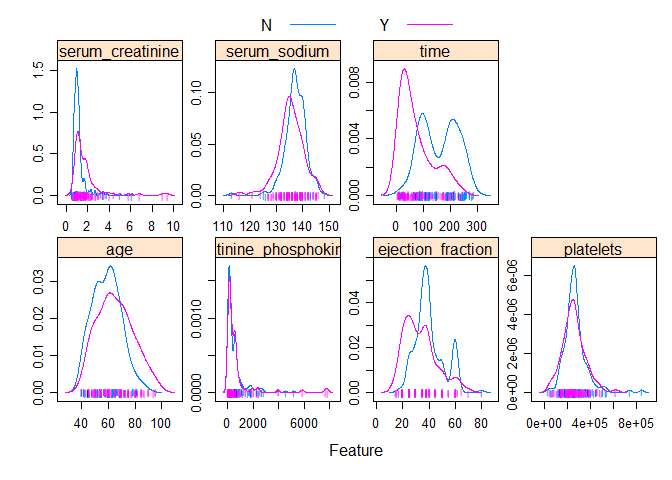 N Y
serum_creatinine serum_sodium time
0.0 0.5 1.0 1.5
0.00 0.05 0.10
0.000 0.004 0.008
0 2 4 6 8 10
110 120 130 140 150
0 100 200 300
age tinine_phosphokin ejection_fraction platelets
0.00 0.01 0.02 0.03
0.0000 0.0010
0.00 0.02 0.04
0e+00 2e-06 4e-06 6e-06
40 60 80 100
0 2000 6000
0 20 40 60 80
0e+00 4e+05 8e+05
Feature